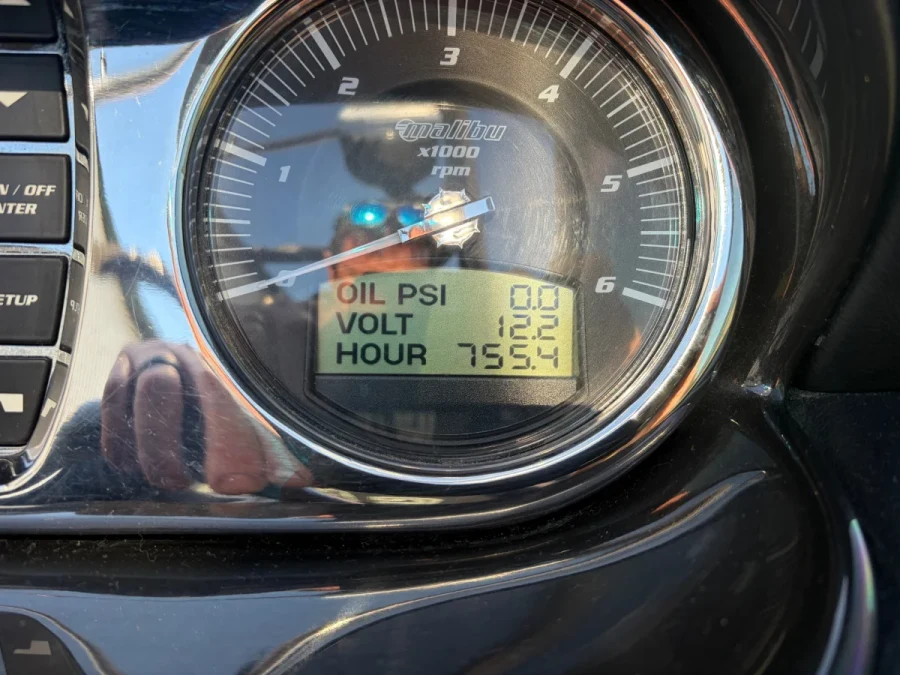 3
2
4
malibu
x1000
rpm
1
5
6
OIL PSI 0.0
VOLT 12.2
HOUR 755.4
/ OFF
SETUP